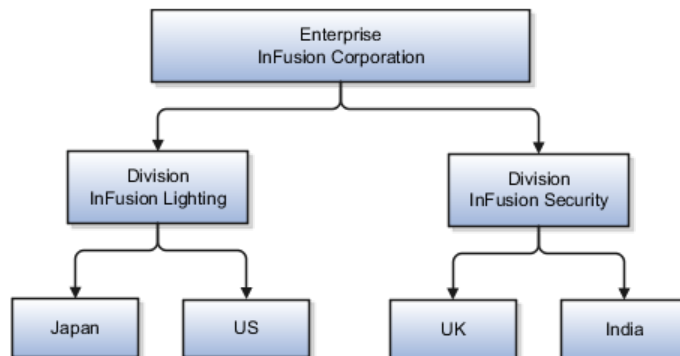 Enterprise
InFusion Corporation
Division
InFusion Lighting
Division
InFusion Security
Japan
US
UK
India